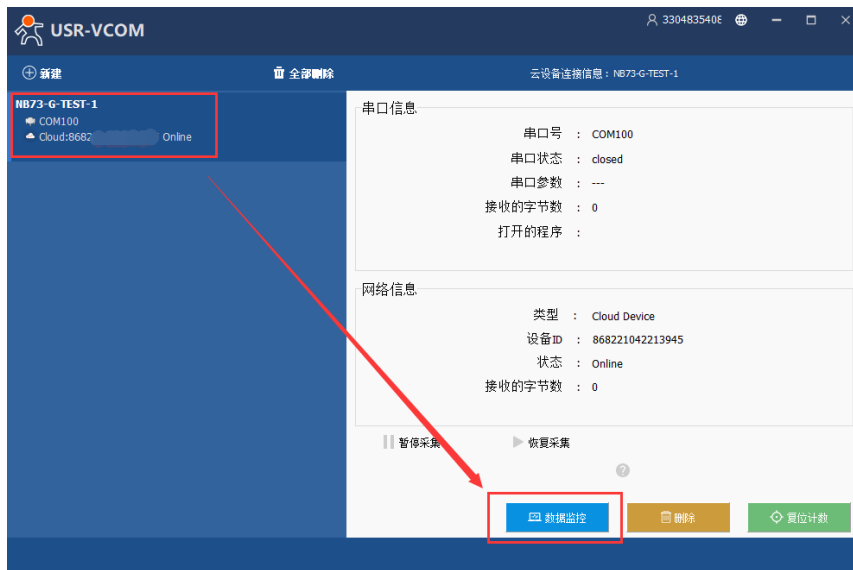 USR-VCOM
330483540E
新建
全部删除
云设备连接信息：NB73-G-TEST-1
NB73-G-TEST-1
COM100
Cloud:8682
Online
串口信息
串口号 : COM100
串口状态 : closed
串口参数 : ---
接收的字节数 : 0
打开的程序 :
网络信息
类型 : Cloud Device
设备ID : 868221042213945
状态 : Online
接收的字节数 : 0
暂停采集
恢复采集
?
数据监控
删除
复位计数